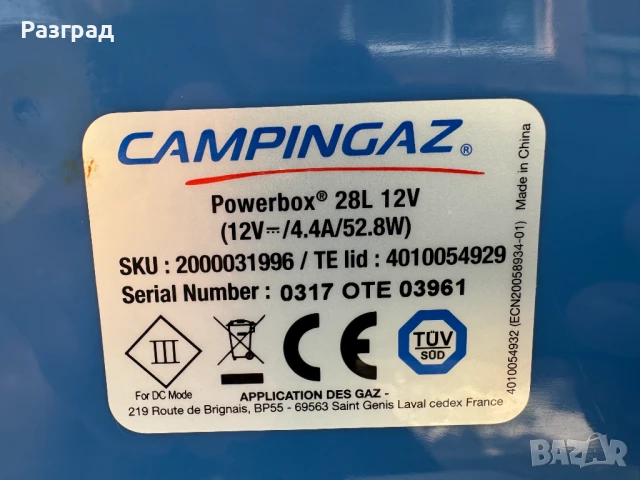 Разград
CAMPINGAZ®
Powerbox® 28L 12V
(12V⎓/4.4A/52.8W)
SKU : 2000031996 / TE lid : 4010054929
Serial Number : 0317 OTE 03961
III
For DC Mode
CE
TÜV
SÜD
APPLICATION DES GAZ -
219 Route de Brignais, BP55 - 69563 Saint Genis Laval cedex France
4010054932 (ECN20058934-01) Made in China
BAZAR